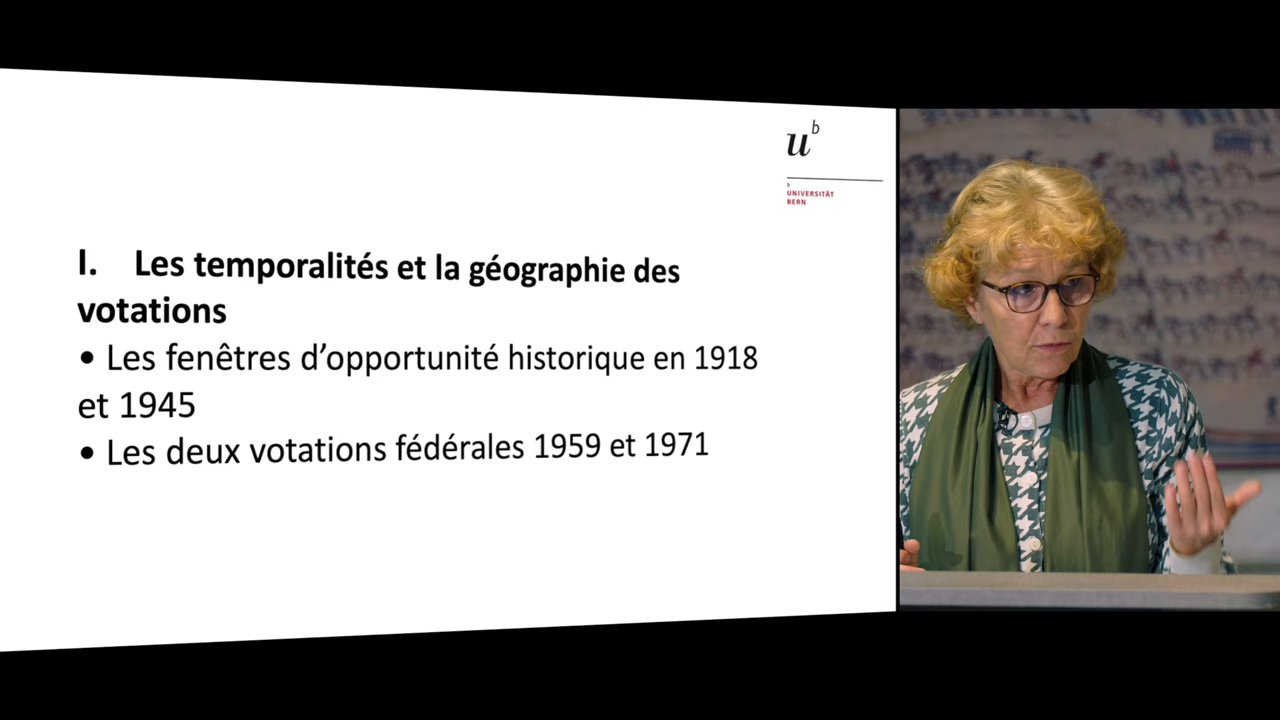 u b
b
UNIVERSITÄT
BERN
I. Les temporalités et la géographie des
votations
• Les fenêtres d’opportunité historique en 1918
et 1945
• Les deux votations fédérales 1959 et 1971